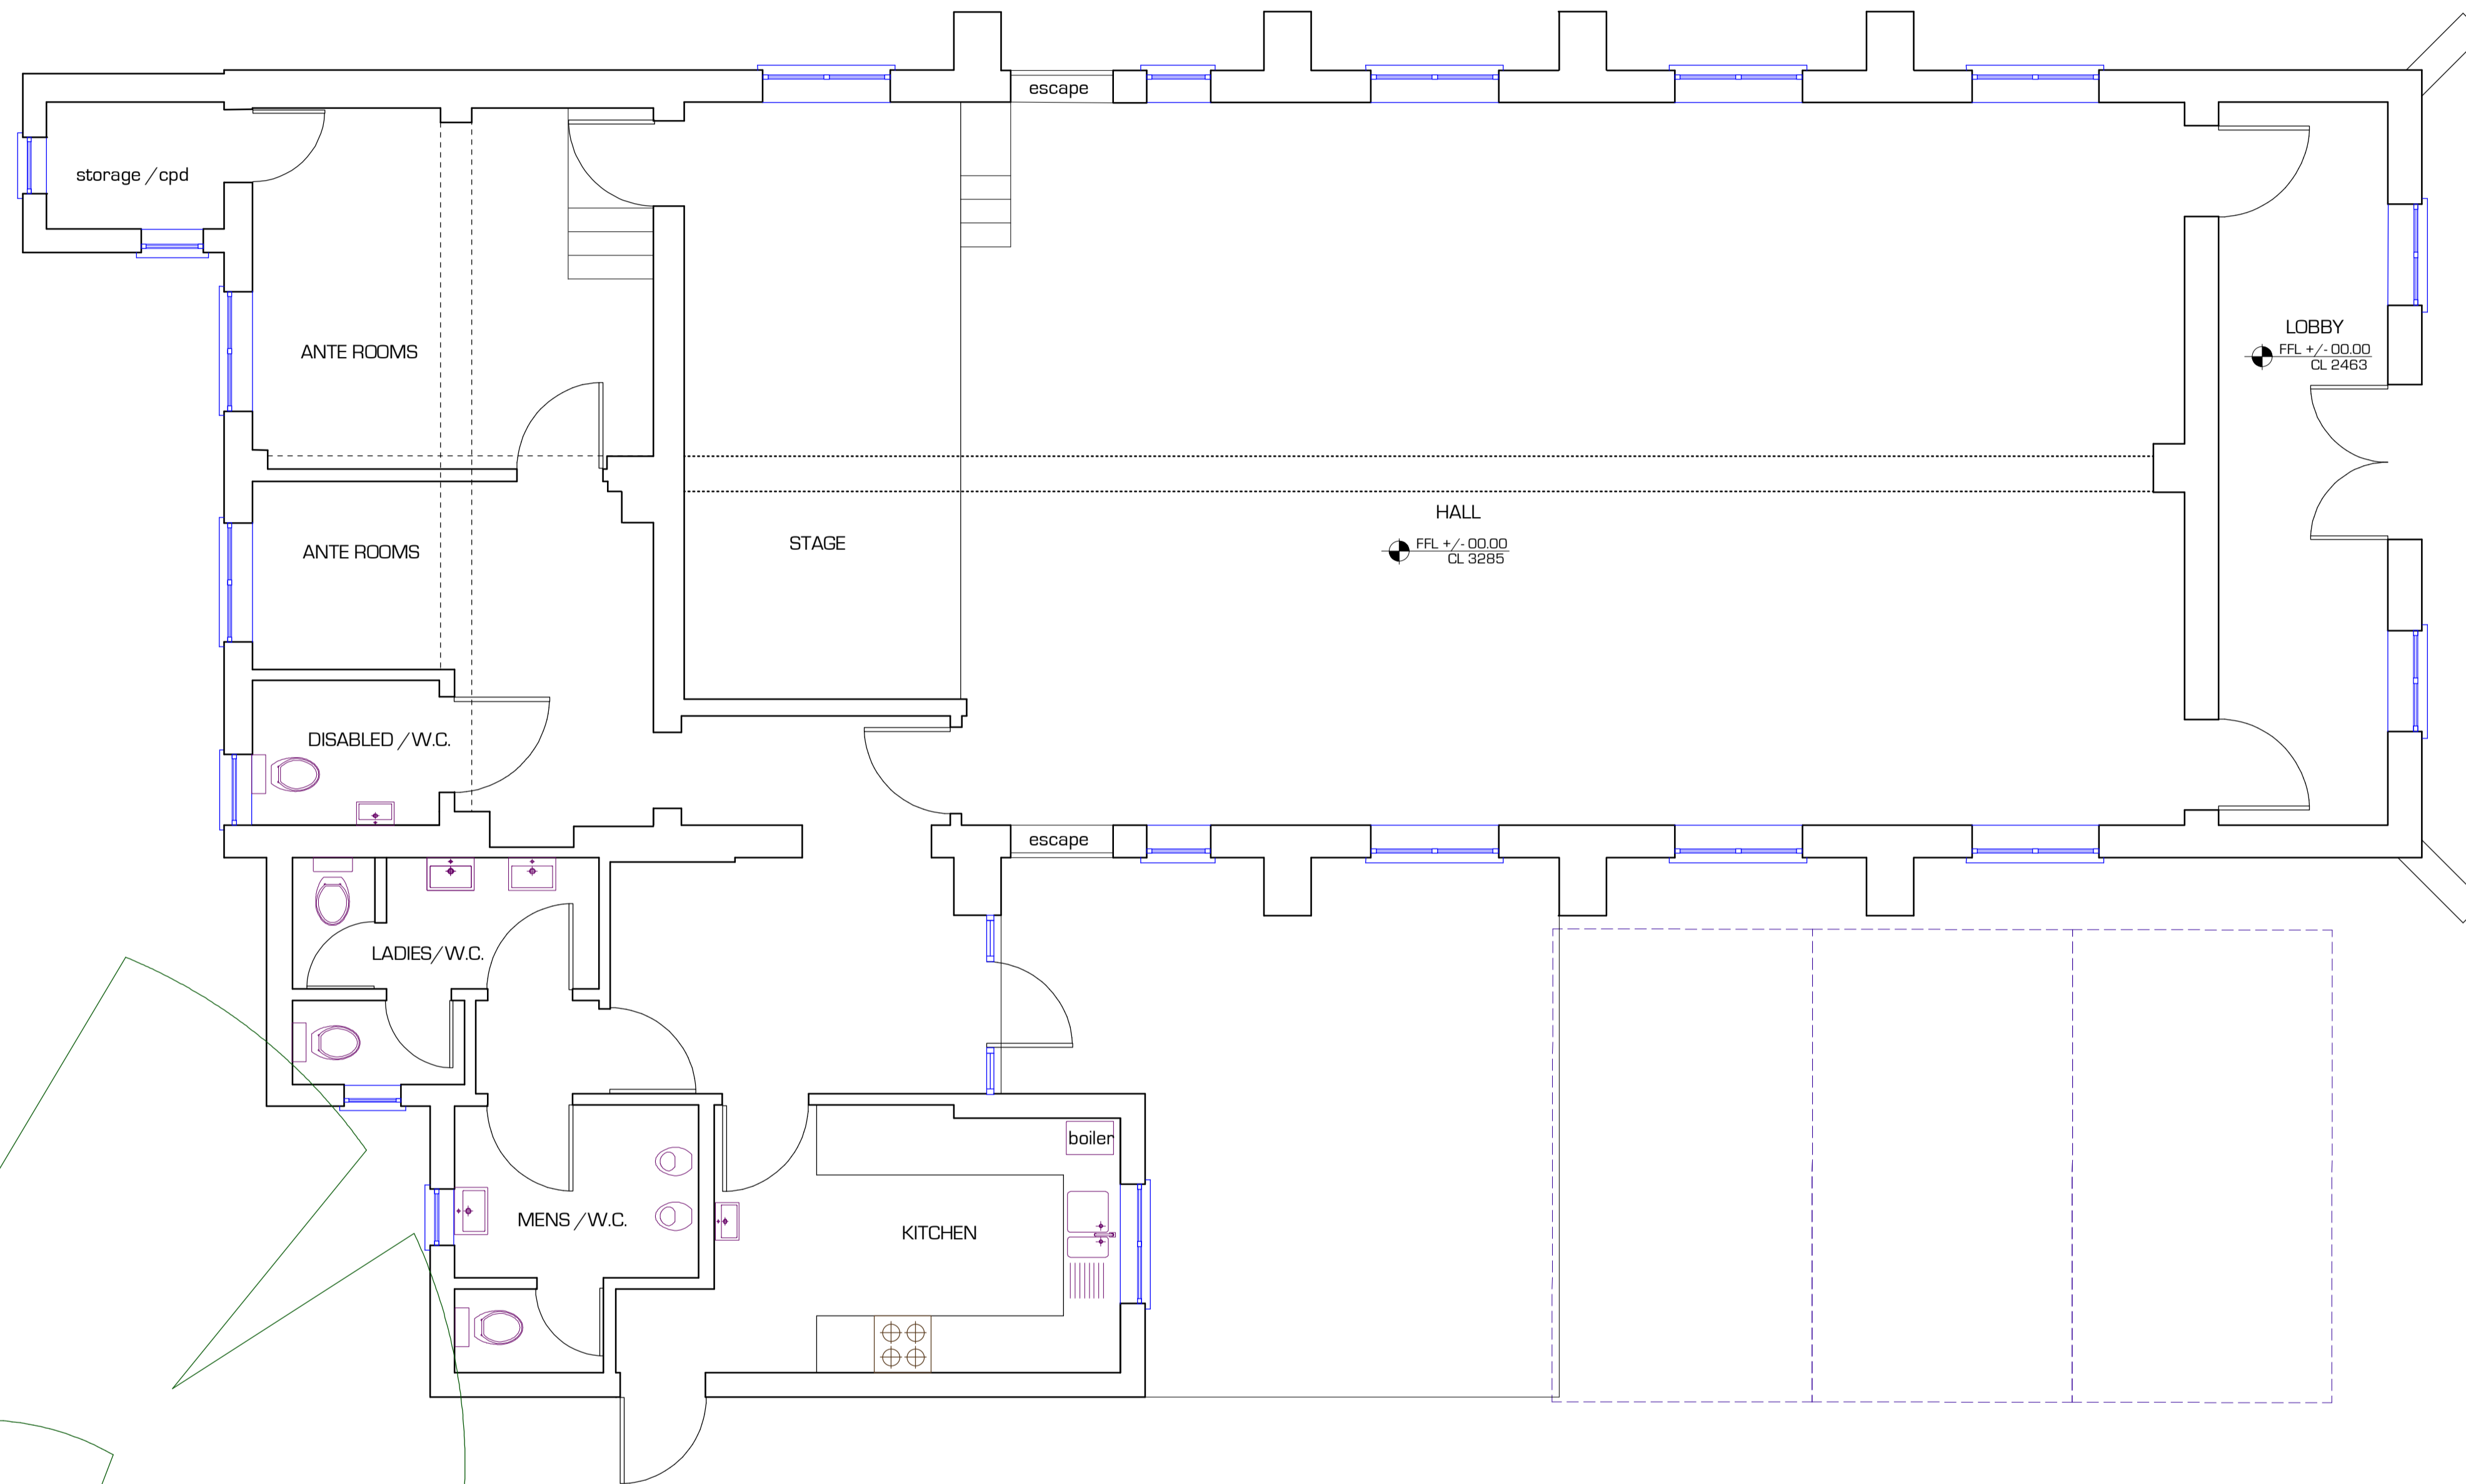 escape
storage /cpd
LOBBY
FFL +/- 00.00
CL 2463
ANTE ROOMS
HALL
FFL +/- 00.00
CL 3285
STAGE
ANTE ROOMS
DISABLED /W.C.
escape
LADIES/W.C.
boiler
MENS /W.C.
KITCHEN